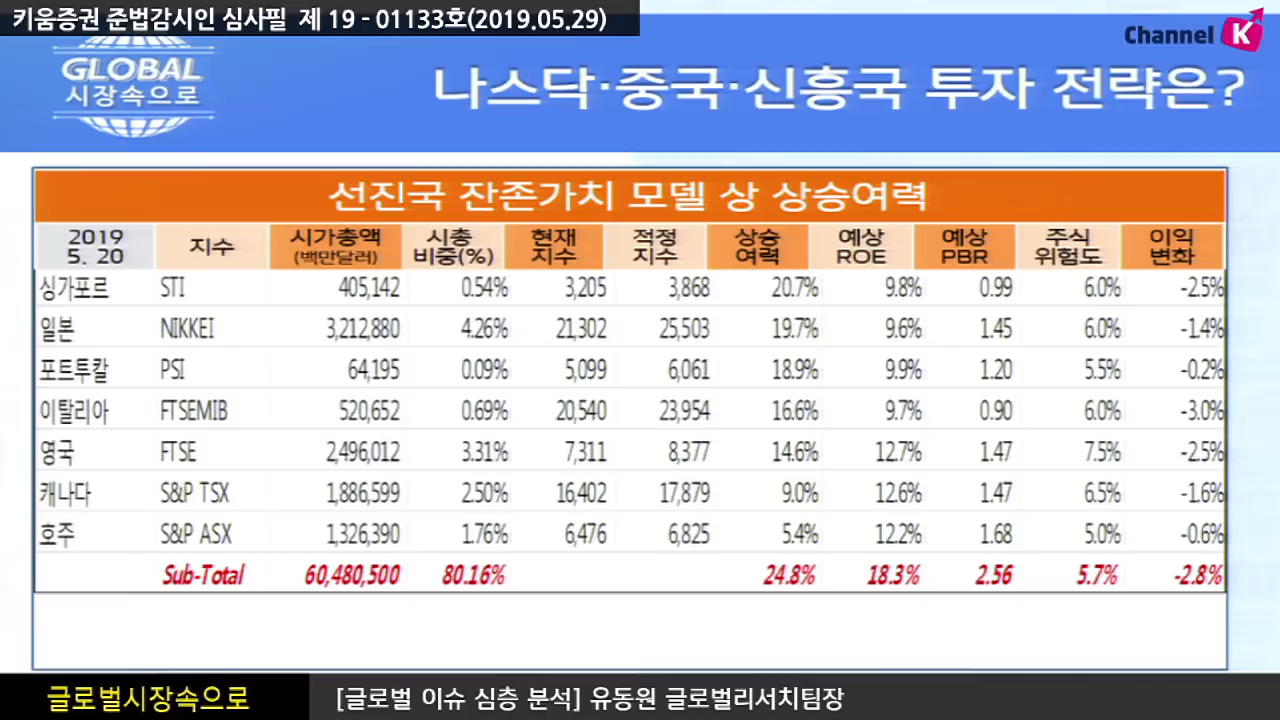 키움증권 준법감시인 심사필 제 19 - 01133호(2019.05.29)
Channel K
GLOBAL
시장속으로
나스닥·중국·신흥국 투자 전략은?
선진국 잔존가치 모델 상 상승여력
2019 5. 20 지수 시가총액 (백만달러) 시총 비중(%) 현재 지수 적정 지수 상승 여력 예상 ROE 예상 PBR 주식 위험도 이익 변화
싱가포르 STI 405,142 0.54% 3,205 3,868 20.7% 9.8% 0.99 6.0% -2.5%
일본 NIKKEI 3,212,880 4.26% 21,302 25,503 19.7% 9.6% 1.45 6.0% -1.4%
포트투칼 PSI 64,195 0.09% 5,099 6,061 18.9% 9.9% 1.20 5.5% -0.2%
이탈리아 FTSEMIB 520,652 0.69% 20,540 23,954 16.6% 9.7% 0.90 6.0% -3.0%
영국 FTSE 2,496,012 3.31% 7,311 8,377 14.6% 12.7% 1.47 7.5% -2.5%
캐나다 S&P TSX 1,886,599 2.50% 16,402 17,879 9.0% 12.6% 1.47 6.5% -1.6%
호주 S&P ASX 1,326,390 1.76% 6,476 6,825 5.4% 12.2% 1.68 5.0% -0.6%
Sub-Total 60,480,500 80.16% 24.8% 18.3% 2.56 5.7% -2.8%
글로벌시장속으로
[글로벌 이슈 심층 분석] 유동원 글로벌리서치팀장